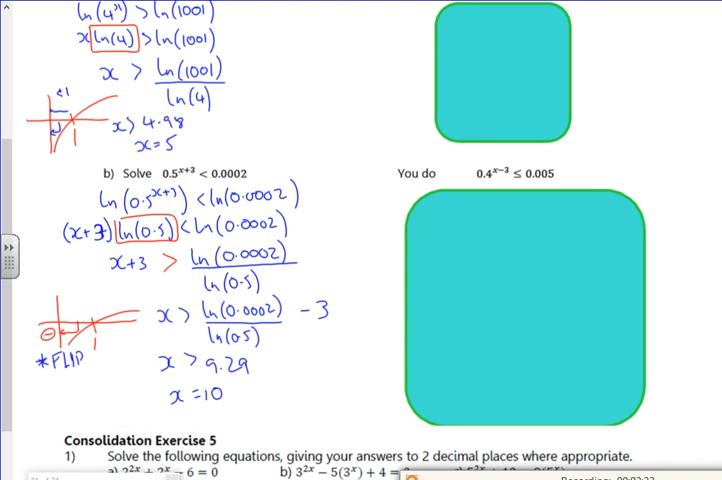 ln(4^x) > ln(1001)
x ln(4) > ln(1001)
x > ln(1001)
ln(4)
<1
x > 4.98
x = 5
1
b) Solve 0.5^{x+3} < 0.0002
You do 0.4^{x−3} ≤ 0.005
ln(0.5^{x+3}) < ln(0.0002)
(x+3) ln(0.5) < ln(0.0002)
x+3 > ln(0.0002)
ln(0.5)
x > ln(0.0002) - 3
ln(0.5)
⊖
1
*FLIP
x > 9.29
x = 10
Consolidation Exercise 5
1) Solve the following equations, giving your answers to 2 decimal places where appropriate.
b) 3^{2x} − 5(3^x) + 4 =